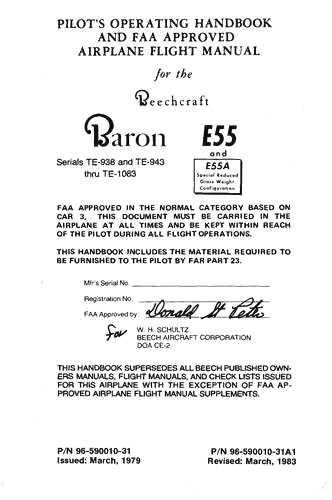 PILOT'S OPERATING HANDBOOK
AND FAA APPROVED
AIRPLANE FLIGHT MANUAL
for the
Beechcraft
Baron E55
and
E55A
Special Reduced
Gross Weight
Configuration
Serials TE-938 and TE-943
thru TE-1083
FAA APPROVED IN THE NORMAL CATEGORY BASED ON
CAR 3, THIS DOCUMENT MUST BE CARRIED IN THE
AIRPLANE AT ALL TIMES AND BE KEPT WITHIN REACH
OF THE PILOT DURING ALL FLIGHT OPERATIONS.
THIS HANDBOOK INCLUDES THE MATERIAL REQUIRED TO
BE FURNISHED TO THE PILOT BY FAR PART 23.
Mfr's Serial No.
Registration No.
FAA Approved by: Donald H
for W. H. SCHULTZ
BEECH AIRCRAFT CORPORATION
DOA CE-2
THIS HANDBOOK SUPERSEDES ALL BEECH PUBLISHED OWN-
ERS MANUALS, FLIGHT MANUALS, AND CHECK LISTS ISSUED
FOR THIS AIRPLANE WITH THE EXCEPTION OF FAA AP-
PROVED AIRPLANE FLIGHT MANUAL SUPPLEMENTS.
P/N 96-590010-31 P/N 96-590010-31A1
Issued: March, 1979 Revised: March, 1983